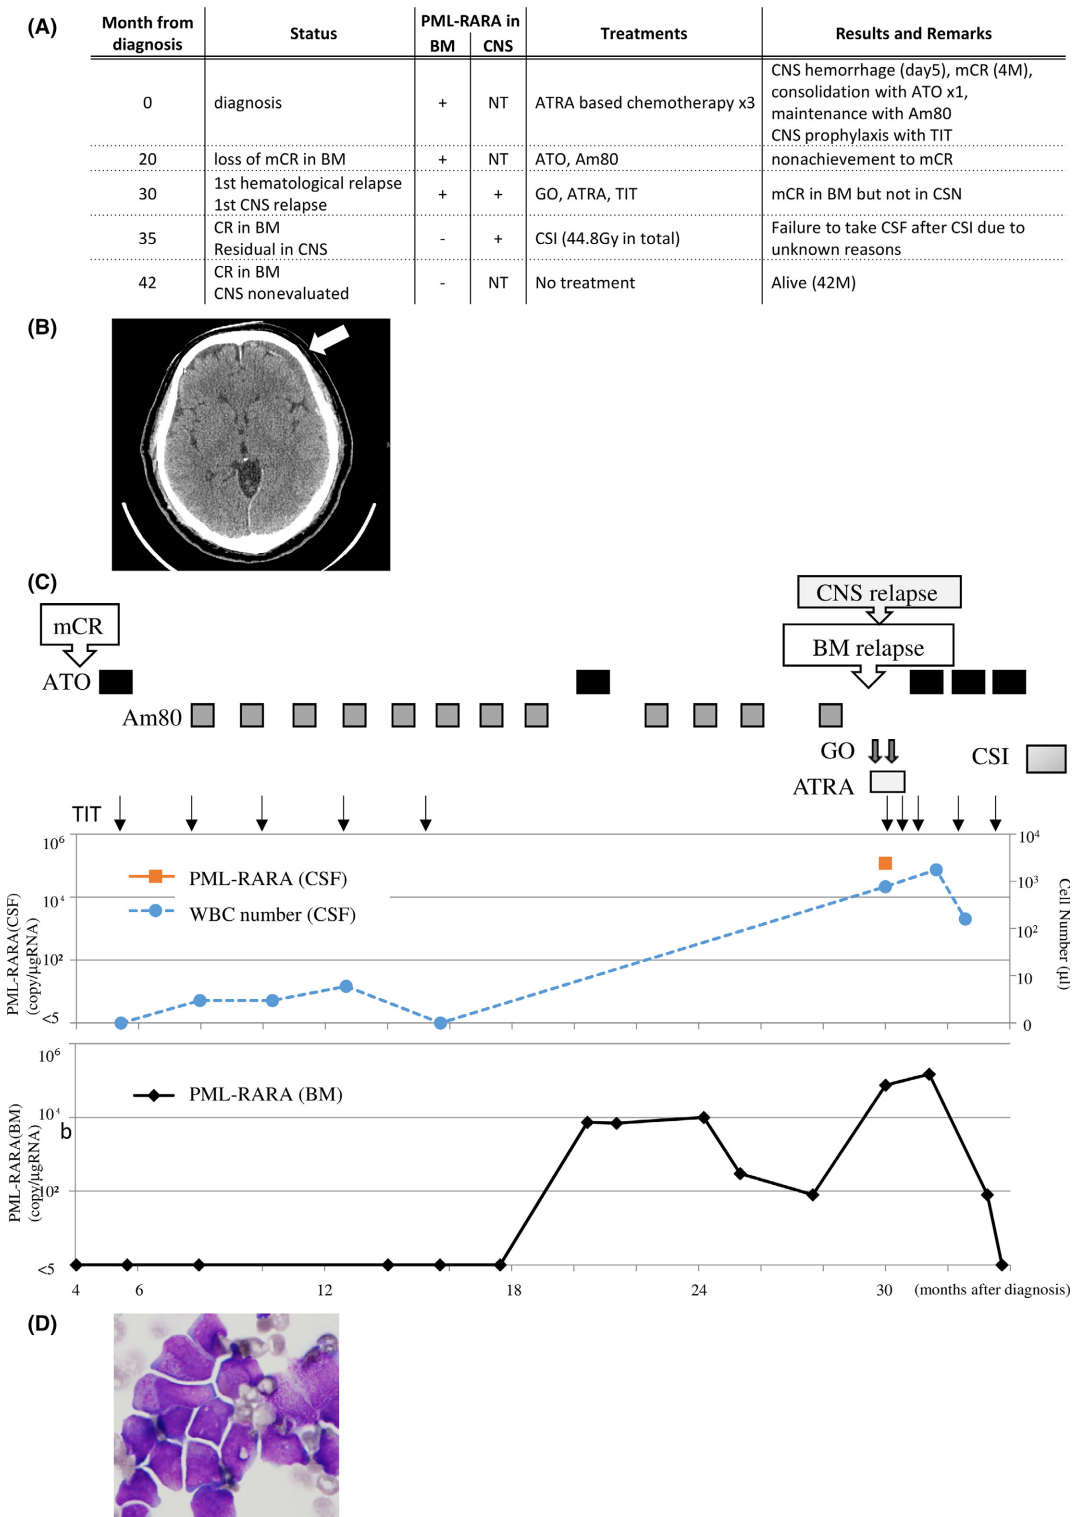 (A)
Month from diagnosis Status PML-RARA in BM CNS Treatments Results and Remarks
0 diagnosis + NT ATRA based chemotherapy x3 CNS hemorrhage (day5), mCR (4M),
consolidation with ATO x1,
maintenance with Am80
CNS prophylaxis with TIT
20 loss of mCR in BM + NT ATO, Am80 nonachievement to mCR
30 1st hematological relapse
1st CNS relapse + + GO, ATRA, TIT mCR in BM but not in CSN
35 CR in BM
Residual in CNS - + CSI (44.8Gy in total) Failure to take CSF after CSI due to
unknown reasons
42 CR in BM
CNS nonevaluated - NT No treatment Alive (42M)
(B)
(C)
CNS relapse
mCR
BM relapse
ATO
Am80
GO
CSI
ATRA
TIT
10⁶
10⁴
10²
<5
PML-RARA(CSF)
(copy/μgRNA)
PML-RARA (CSF)
WBC number (CSF)
10⁴
10³
10²
10
0
Cell Number (μl)
10⁶
10⁴
b
10²
<5
PML-RARA(BM)
(copy/μgRNA)
PML-RARA (BM)
4 6 12 18 24 30 (months after diagnosis)
(D)